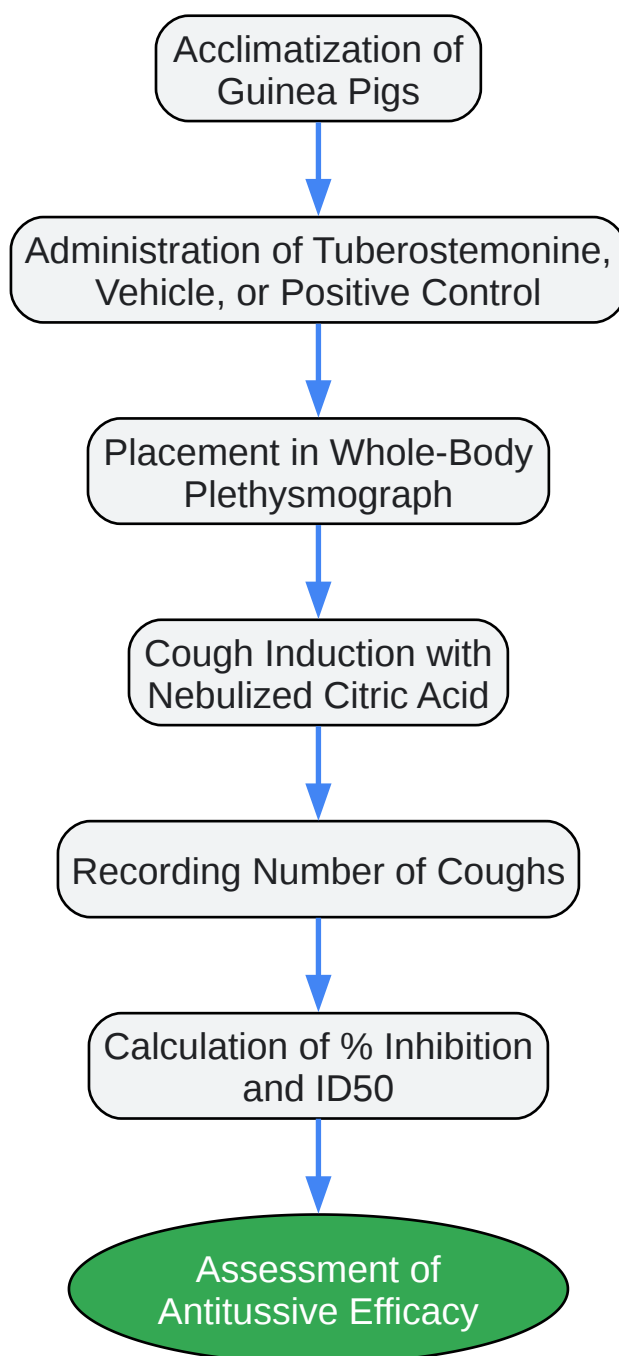 Acclimatization of
Guinea Pigs
Administration of Tuberostemonine,
Vehicle, or Positive Control
Placement in Whole-Body
Plethysmograph
Cough Induction with
Nebulized Citric Acid
Recording Number of Coughs
Calculation of % Inhibition
and ID50
Assessment of
Antitussive Efficacy